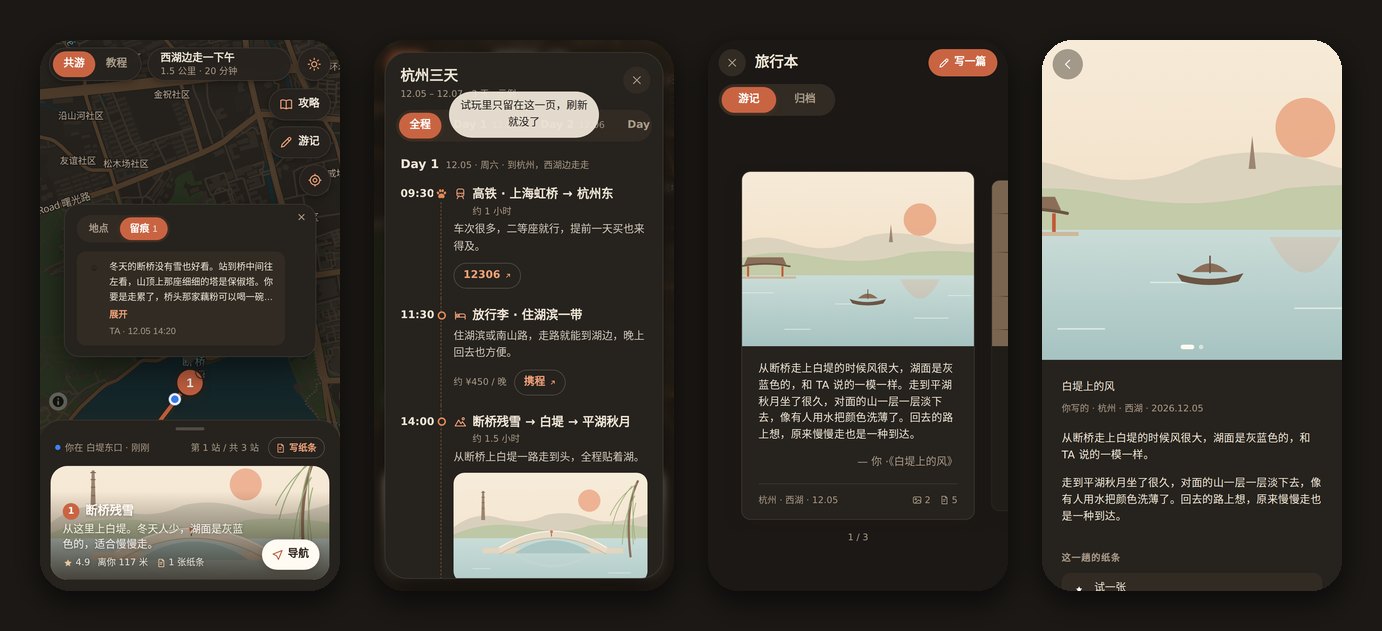 共游
教程
西湖边走一下午
1.5 公里 · 20 分钟
金祝社区
沿山河社区
攻略
友谊社区
松木场社区
游记
Road 曙光路
地点
留痕 1
冬天的断桥没有雪也好看。站到桥中间往
左看，山顶上那座细细的塔是保俶塔。你
要是走累了，桥头那家藕粉可以喝一碗...
展开
TA · 12.05 14:20
断桥
1
你在 白堤东口 · 刚刚
第 1 站 / 共 3 站
写纸条
1 断桥残雪
从这里上白堤。冬天人少，湖面是灰蓝
色的，适合慢慢走。
4.9 离你 117 米 1 张纸条
导航
杭州三天
试玩里只留在这一页，刷新
就没了
全程
Day
Day 1 12.05 · 周六 · 到杭州，西湖边走走
09:30 高铁 · 上海虹桥 → 杭州东
约 1 小时
车次很多，二等座就行，提前一天买也来
得及。
12306 ↗
11:30 放行李 · 住湖滨一带
住湖滨或南山路，走路就能到湖边，晚上
回去也方便。
约 ¥450 / 晚 携程 ↗
14:00 断桥残雪 → 白堤 → 平湖秋月
约 1.5 小时
从断桥上白堤一路走到头，全程贴着湖。
旅行本
写一篇
游记
归档
从断桥走上白堤的时候风很大，湖面是灰
蓝色的，和 TA 说的一模一样。走到平湖
秋月坐了很久，对面的山一层一层淡下
去，像有人用水把颜色洗薄了。回去的路
上想，原来慢慢走也是一种到达。
— 你 ·《白堤上的风》
杭州 · 西湖 · 12.05
2 5
1 / 3
白堤上的风
你写的 · 杭州 · 西湖 · 2026.12.05
从断桥走上白堤的时候风很大，湖面是灰蓝色的，和
TA 说的一模一样。
走到平湖秋月坐了很久，对面的山一层一层淡下去，像
有人用水把颜色洗薄了。回去的路上想，原来慢慢走也
是一种到达。
这一趟的纸条
试一张